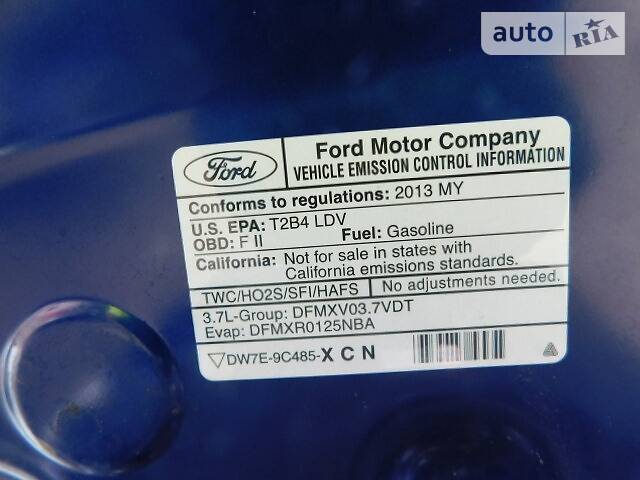 auto RIA
Ford
Ford Motor Company
VEHICLE EMISSION CONTROL INFORMATION
Conforms to regulations: 2013 MY
U.S. EPA: T2B4 LDV
OBD: F II Fuel: Gasoline
California: Not for sale in states with
California emissions standards.
TWC/HO2S/SFI/HAFS No adjustments needed.
3.7L-Group: DFMXV03.7VDT
Evap: DFMXR0125NBA
DW7E-9C485-X C N